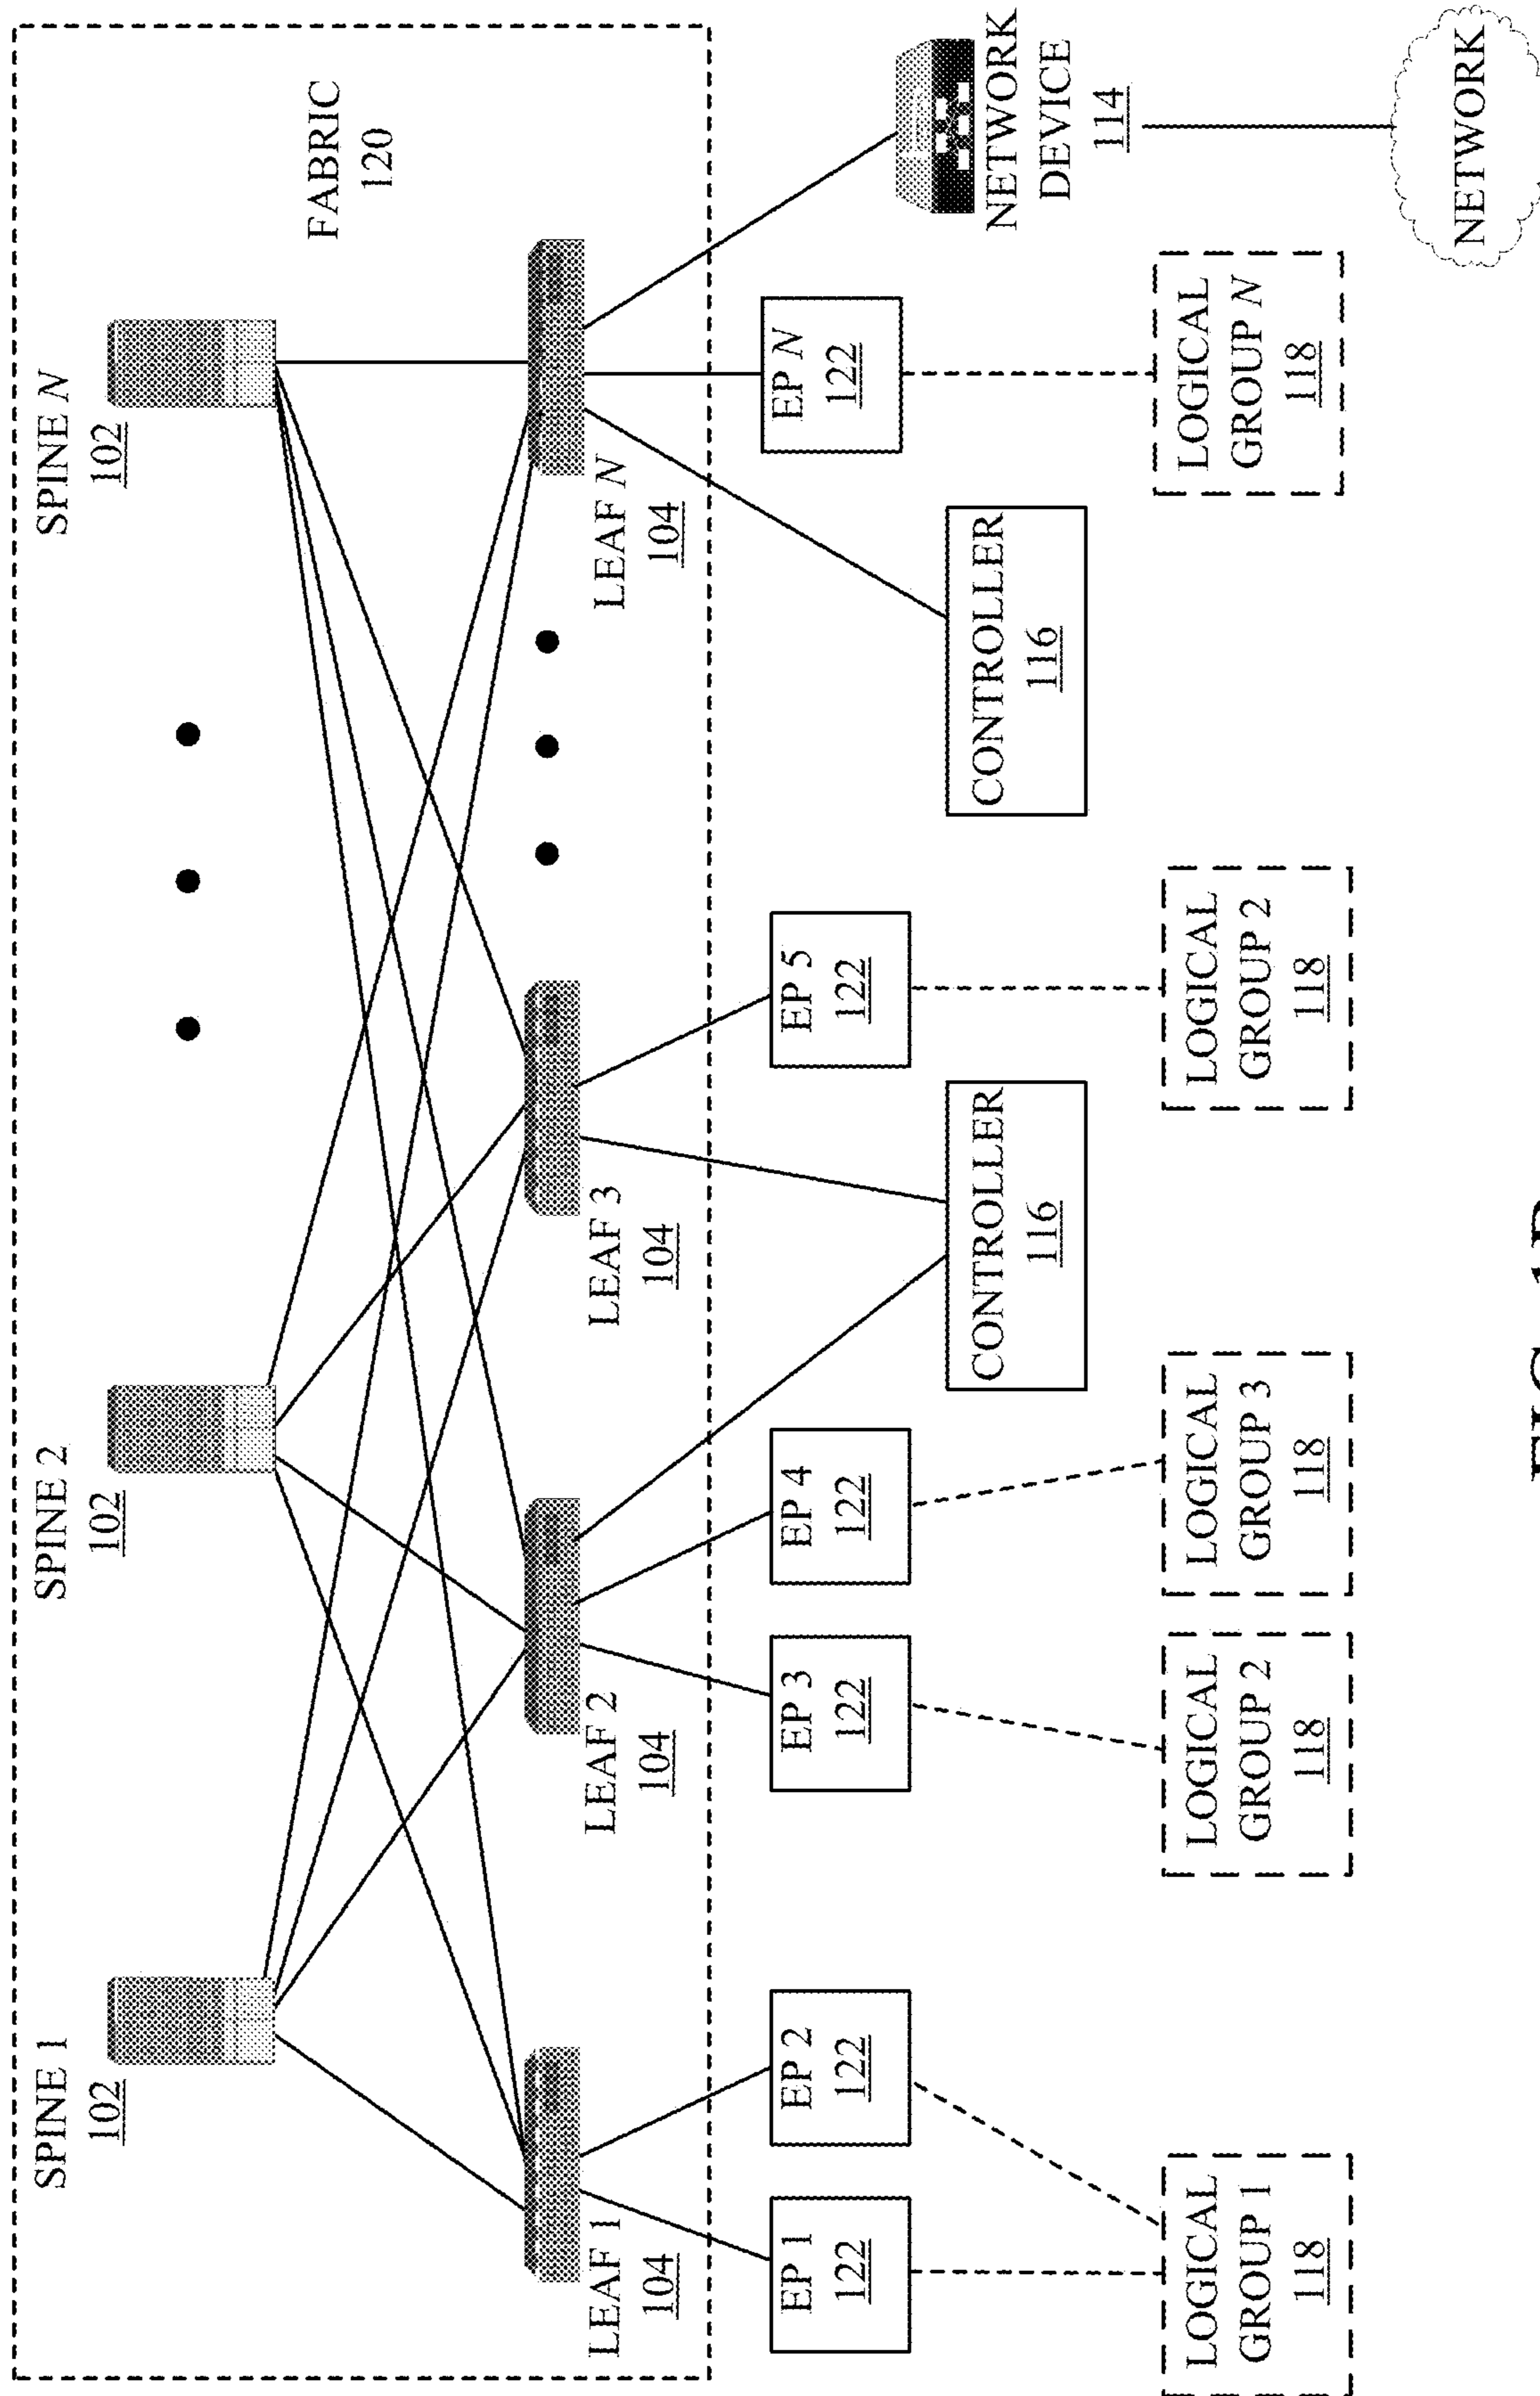 SPINE 1
102
SPINE 2
102
SPINE N
102
FABRIC
120
LEAF 1
104
LEAF 2
104
LEAF 3
104
LEAF N
104
EP 1
122
EP 2
122
EP 3
122
EP 4
122
EP 5
122
EP N
122
CONTROLLER
116
CONTROLLER
116
NETWORK
DEVICE
114
LOGICAL
GROUP 1
118
LOGICAL
GROUP 2
118
LOGICAL
GROUP 3
118
LOGICAL
GROUP 2
118
LOGICAL
GROUP N
118
NETWORK